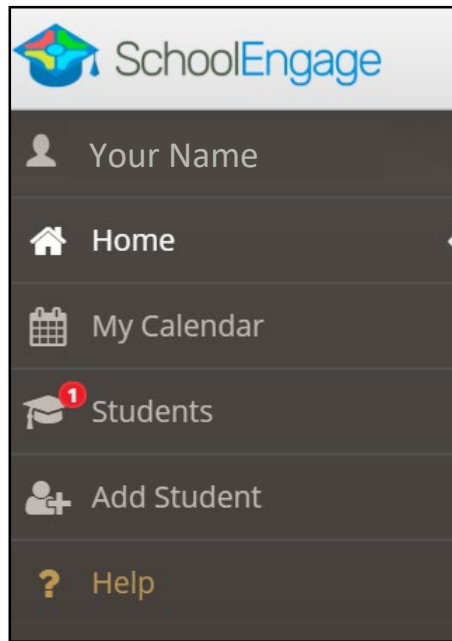 SchoolEngage
Your Name
Home
My Calendar
1
Students
Add Student
? Help